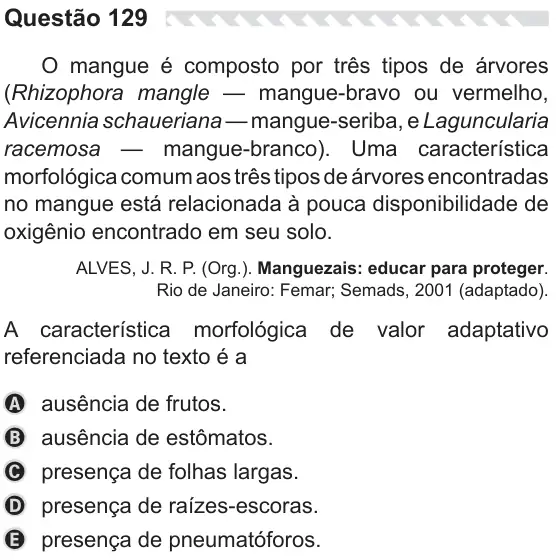 Questão 129
O mangue é composto por três tipos de árvores
(Rhizophora mangle — mangue-bravo ou vermelho,
Avicennia schaueriana — mangue-seriba, e Laguncularia
racemosa — mangue-branco). Uma característica
morfológica comum aos três tipos de árvores encontradas
no mangue está relacionada à pouca disponibilidade de
oxigênio encontrado em seu solo.
ALVES, J. R. P. (Org.). Manguezais: educar para proteger.
Rio de Janeiro: Femar; Semads, 2001 (adaptado).
A característica morfológica de valor adaptativo
referenciada no texto é a
A ausência de frutos.
B ausência de estômatos.
C presença de folhas largas.
D presença de raízes-escoras.
E presença de pneumatóforos.